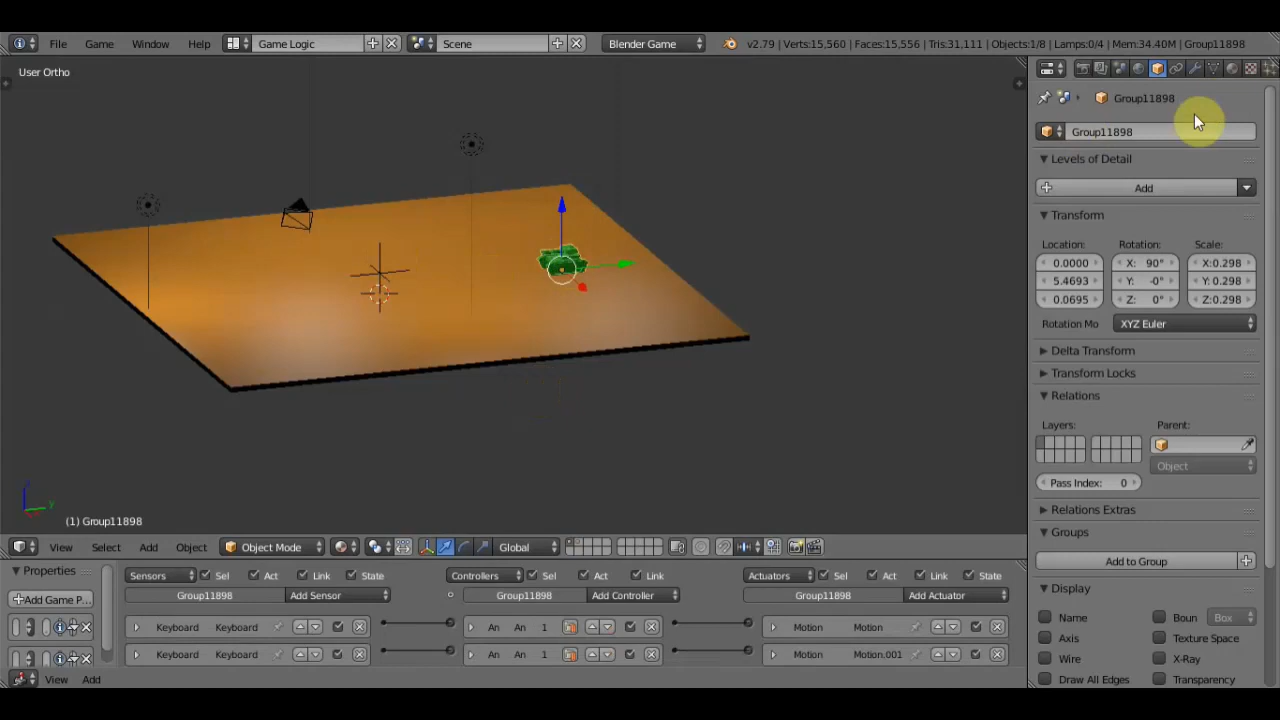 File Game Window Help Game Logic Scene Blender Game v2.79 | Verts:15,560 | Faces:15,556 | Tris:31,111 | Objects:1/8 | Lamps:0/4 | Mem:34.40M | Group11898
User Ortho
Group11898
Group11898
Levels of Detail
Add
Transform
Location: Rotation: Scale:
0.0000 X: 90° X:0.298
5.4693 Y: -0° Y: 0.298
0.0695 Z: 0° Z:0.298
Rotation Mo XYZ Euler
Delta Transform
Transform Locks
Relations
Layers: Parent:
Object
Pass Index: 0
Relations Extras
Groups
Add to Group
Display
Name Boun Box
Axis Texture Space
Wire X-Ray
Draw All Edges Transparency
z
y
(1) Group11898
View Select Add Object Object Mode Global
Properties Sensors Sel Act Link State Controllers Sel Act Link Actuators Sel Act Link State
Add Game P... Group11898 Add Sensor Group11898 Add Controller Group11898 Add Actuator
Keyboard Keyboard An An 1 Motion Motion
Keyboard Keyboard An An 1 Motion Motion.001
View Add